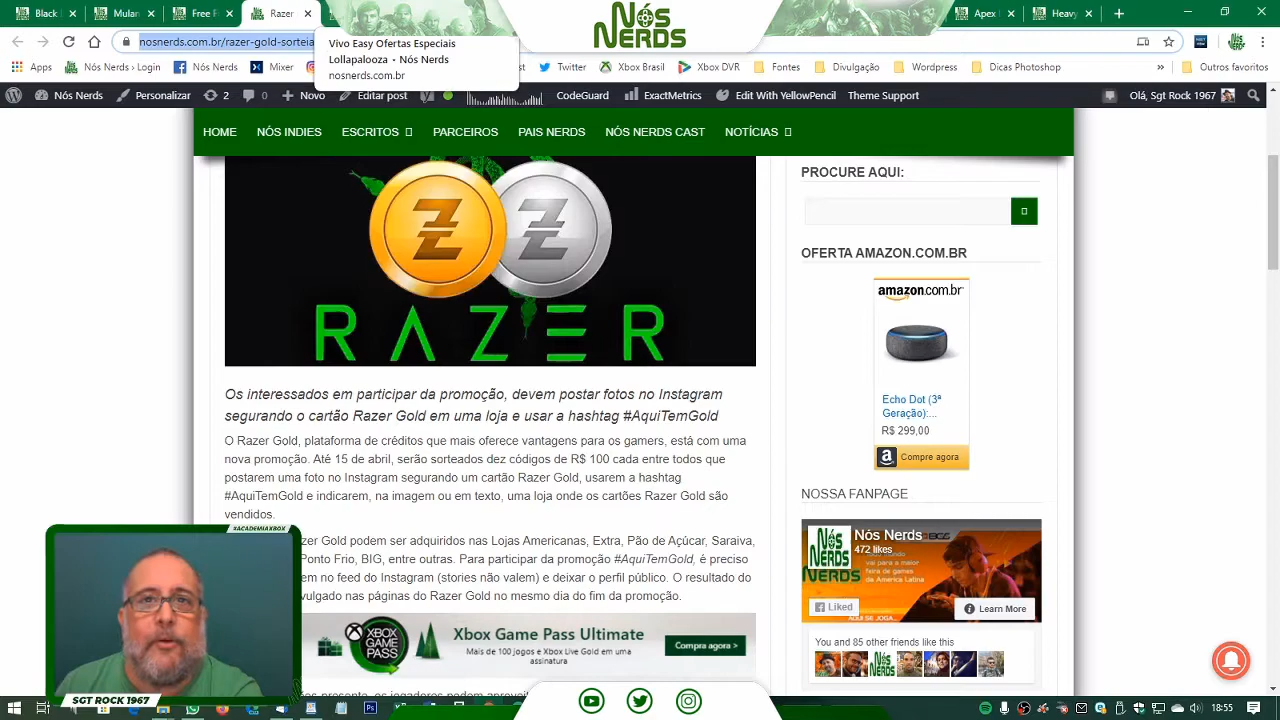 Nós Nerds
Razer
Apex
Heavy
nosnerds.com.br/razer-gold-sorteia
Vivo Easy Ofertas Especiais
Lollapalooza • Nós Nerds
nosnerds.com.br
NÓS
NERDS
Apps
Nós Nerds › Login
Nós Nerds
Mixer
Twitter
Xbox Brasil
Xbox DVR
Fontes
Divulgação
Wordpress
Dicas Photoshop
»
Outros favoritos
Nós Nerds
Personalizar
2
0
Novo
Editar post
CodeGuard
ExactMetrics
Edit With YellowPencil
Theme Support
Olá, Sgt Rock 1967
HOME
NÓS INDIES
ESCRITOS
PARCEIROS
PAIS NERDS
NÓS NERDS CAST
NOTÍCIAS
RAZER
Os interessados em participar da promoção, devem postar fotos no Instagram
segurando o cartão Razer Gold em uma loja e usar a hashtag #AquiTemGold
O Razer Gold, plataforma de créditos que mais oferece vantagens para os gamers, está com uma
nova promoção. Até 15 de abril, serão sorteados dez códigos de R$ 100 cada entre todos que
postarem uma foto no Instagram segurando um cartão Razer Gold, usarem a hashtag
#AquiTemGold e indicarem, na imagem ou em texto, uma loja onde os cartões Razer Gold são
vendidos.
zer Gold podem ser adquiridos nas Lojas Americanas, Extra, Pão de Açúcar, Saraiva,
Ponto Frio, BIG, entre outras. Para participar da promoção #AquiTemGold, é preciso
em no feed do Instagram (stories não valem) e deixar o perfil público. O resultado do
vulgado nas páginas do Razer Gold no mesmo dia do fim da promoção.
XBOX
GAME
PASS
Xbox Game Pass Ultimate
Mais de 100 jogos e Xbox Live Gold em uma
assinatura
Compra agora >
PROCURE AQUI:
OFERTA AMAZON.COM.BR
amazon.com.br
Echo Dot (3ª
Geração):...
R$ 299,00
Compre agora
NOSSA FANPAGE
NÓS
NERDS
Nós Nerds
472 likes
vai para a maior
feira de games
da America Latina
Liked
Learn More
You and 85 other friends like this
#ACADEMIAXBOX
SGT ROCK 1967
18:55